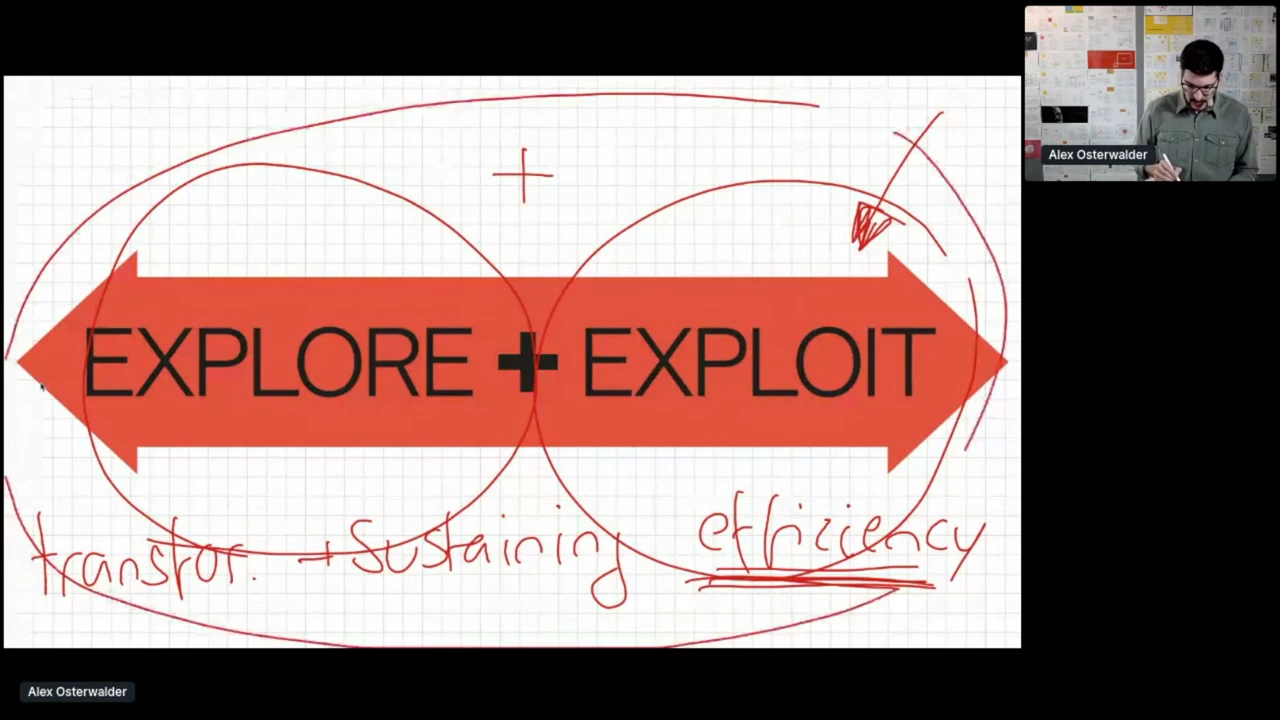 Alex Osterwalder
+
EXPLORE + EXPLOIT
transfor. + Sustaining efficiency
Alex Osterwalder